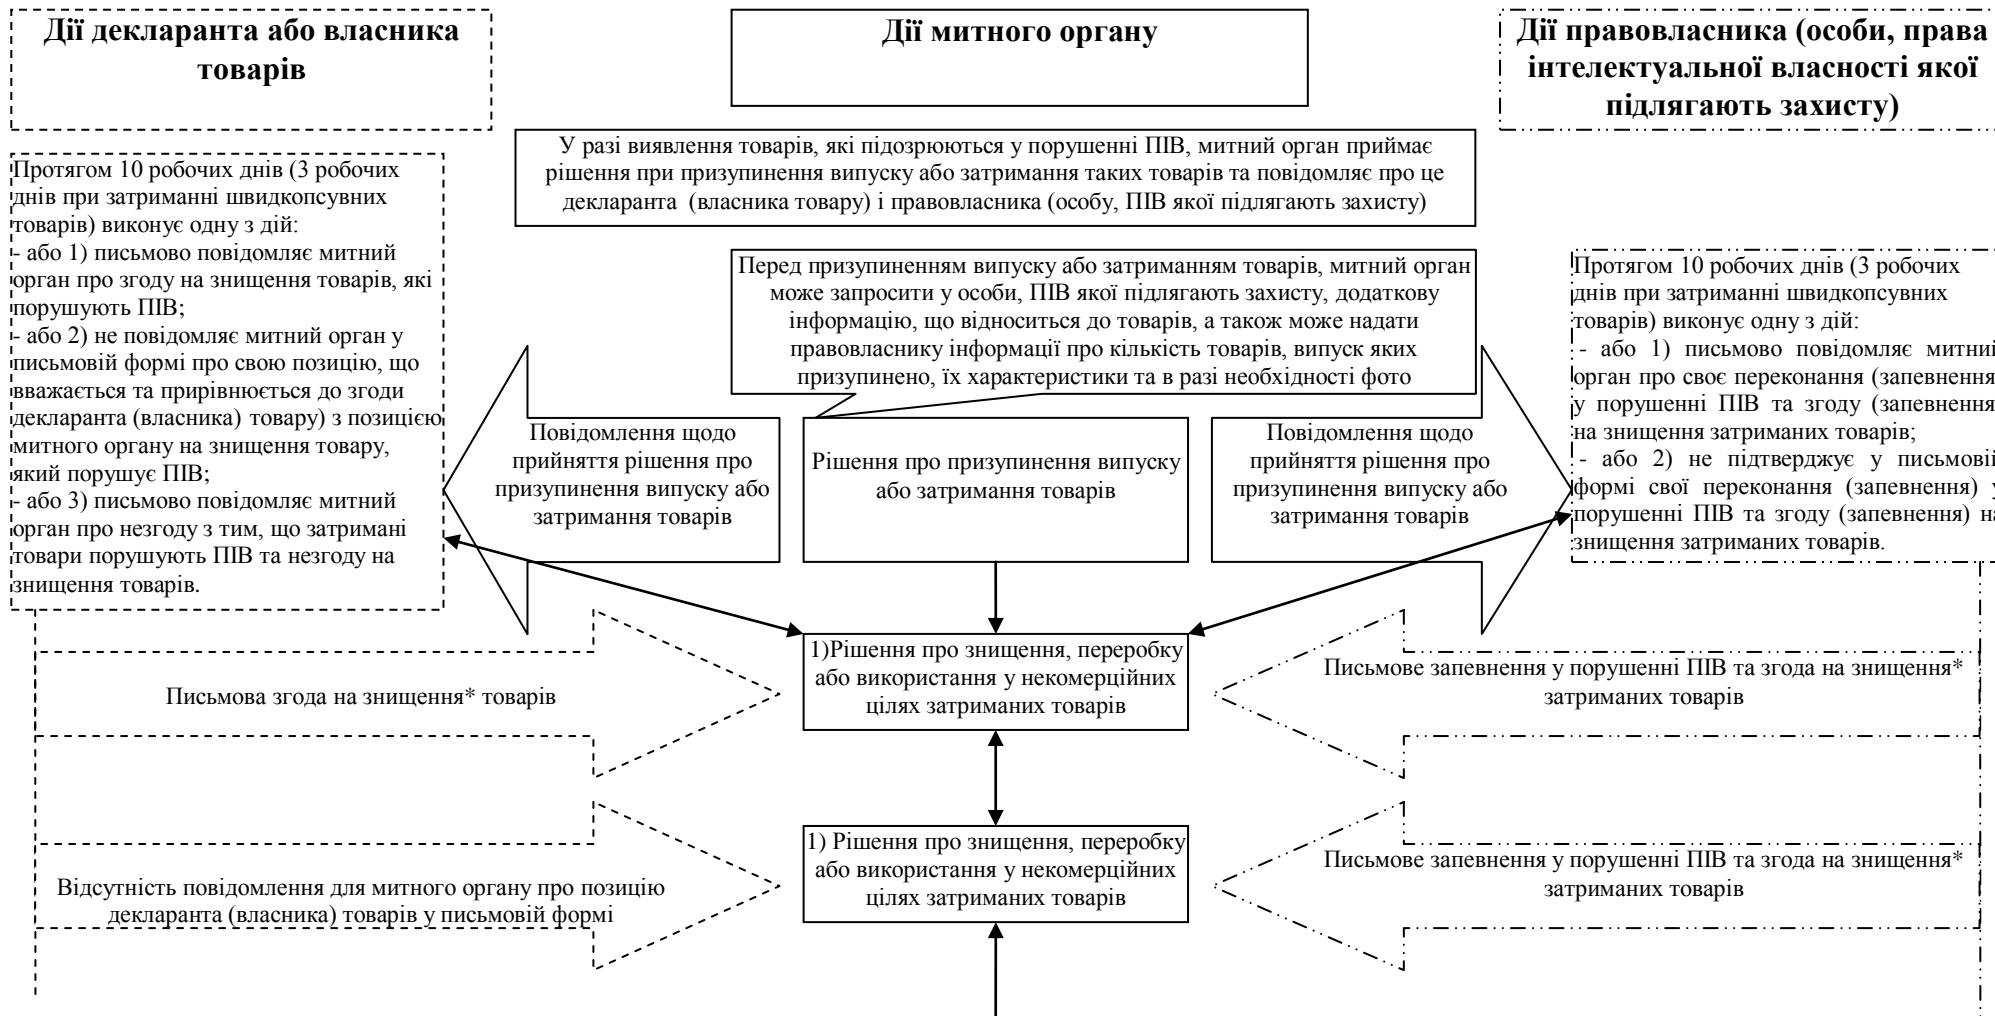 Дії декларанта або власника
товарів
Дії митного органу
Дії правовласника (особи, права
інтелектуальної власності якої
підлягають захисту)
У разі виявлення товарів, які підозрюються у порушенні ПІВ, митний орган приймає
рішення при призупинення випуску або затримання таких товарів та повідомляє про це
декларанта (власника товару) і правовласника (особу, ПІВ якої підлягають захисту)
Протягом 10 робочих днів (3 робочих
днів при затриманні швидкопсувних
товарів) виконує одну з дій:
- або 1) письмово повідомляє митний
орган про згоду на знищення товарів, які
порушують ПІВ;
- або 2) не повідомляє митний орган у
письмовій формі про свою позицію, що
вважається та прирівнюється до згоди
декларанта (власника) товару) з позицією
митного органу на знищення товару,
який порушує ПІВ;
- або 3) письмово повідомляє митний
орган про незгоду з тим, що затримані
товари порушують ПІВ та незгоду на
знищення товарів.
Перед призупиненням випуску або затриманням товарів, митний орган
може запросити у особи, ПІВ якої підлягають захисту, додаткову
інформацію, що відноситься до товарів, а також може надати
правовласнику інформації про кількість товарів, випуск яких
призупинено, їх характеристики та в разі необхідності фото
Протягом 10 робочих днів (3 робочих
днів при затриманні швидкопсувних
товарів) виконує одну з дій:
- або 1) письмово повідомляє митний
орган про своє переконання (запевнення)
у порушенні ПІВ та згоду (запевнення)
на знищення затриманих товарів;
- або 2) не підтверджує у письмовій
формі свої переконання (запевнення) у
порушенні ПІВ та згоду (запевнення) на
знищення затриманих товарів.
Повідомлення щодо
прийняття рішення про
призупинення випуску або
затримання товарів
Рішення про призупинення випуску
або затримання товарів
Повідомлення щодо
прийняття рішення про
призупинення випуску або
затримання товарів
Письмова згода на знищення* товарів
1)Рішення про знищення, переробку
або використання у некомерційних
цілях затриманих товарів
Письмове запевнення у порушенні ПІВ та згода на знищення*
затриманих товарів
Відсутність повідомлення для митного органу про позицію
декларанта (власника) товарів у письмовій формі
1) Рішення про знищення, переробку
або використання у некомерційних
цілях затриманих товарів
Письмове запевнення у порушенні ПІВ та згода на знищення*
затриманих товарів